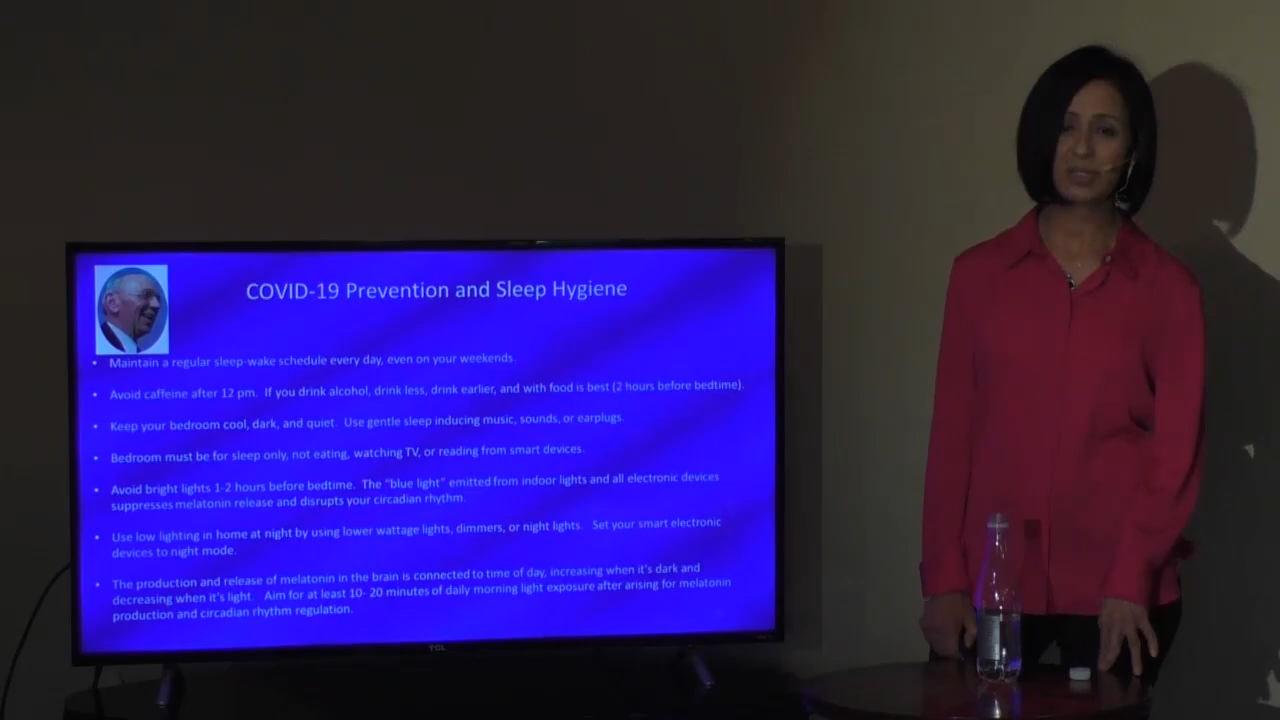 COVID-19 Prevention and Sleep Hygiene
• Maintain a regular sleep-wake schedule every day, even on your weekends.
• Avoid caffeine after 12 pm. If you drink alcohol, drink less, drink earlier, and with food is best (2 hours before bedtime).
• Keep your bedroom cool, dark, and quiet. Use gentle sleep inducing music, sounds, or earplugs.
• Bedroom must be for sleep only, not eating, watching TV, or reading from smart devices.
• Avoid bright lights 1-2 hours before bedtime. The "blue light" emitted from indoor lights and all electronic devices
suppresses melatonin release and disrupts your circadian rhythm.
• Use low lighting in home at night by using lower wattage lights, dimmers, or night lights. Set your smart electronic
devices to night mode.
• The production and release of melatonin in the brain is connected to time of day, increasing when it's dark and
decreasing when it's light. Aim for at least 10- 20 minutes of daily morning light exposure after arising for melatonin
production and circadian rhythm regulation.
TCL